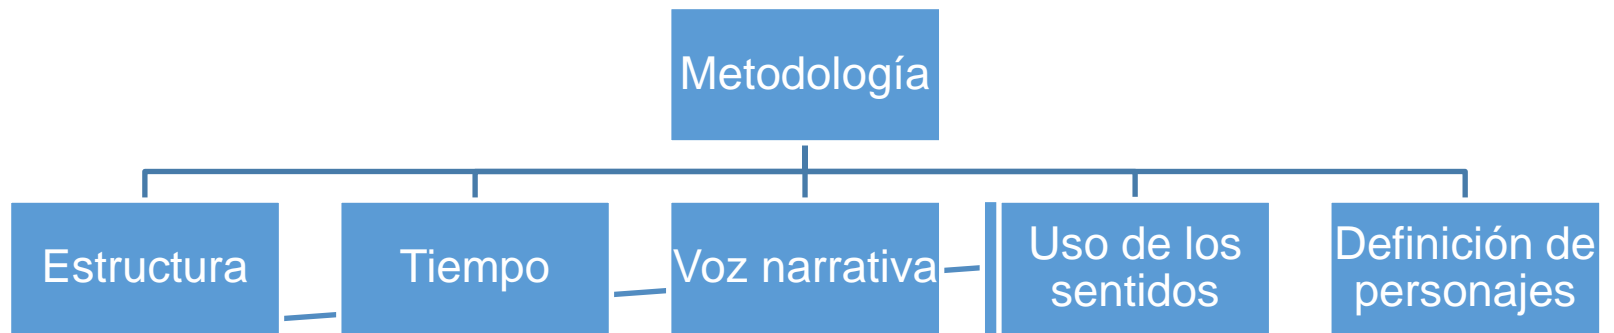 Metodología
Estructura
Tiempo
Voz narrativa
Uso de los
sentidos
Definición de
personajes